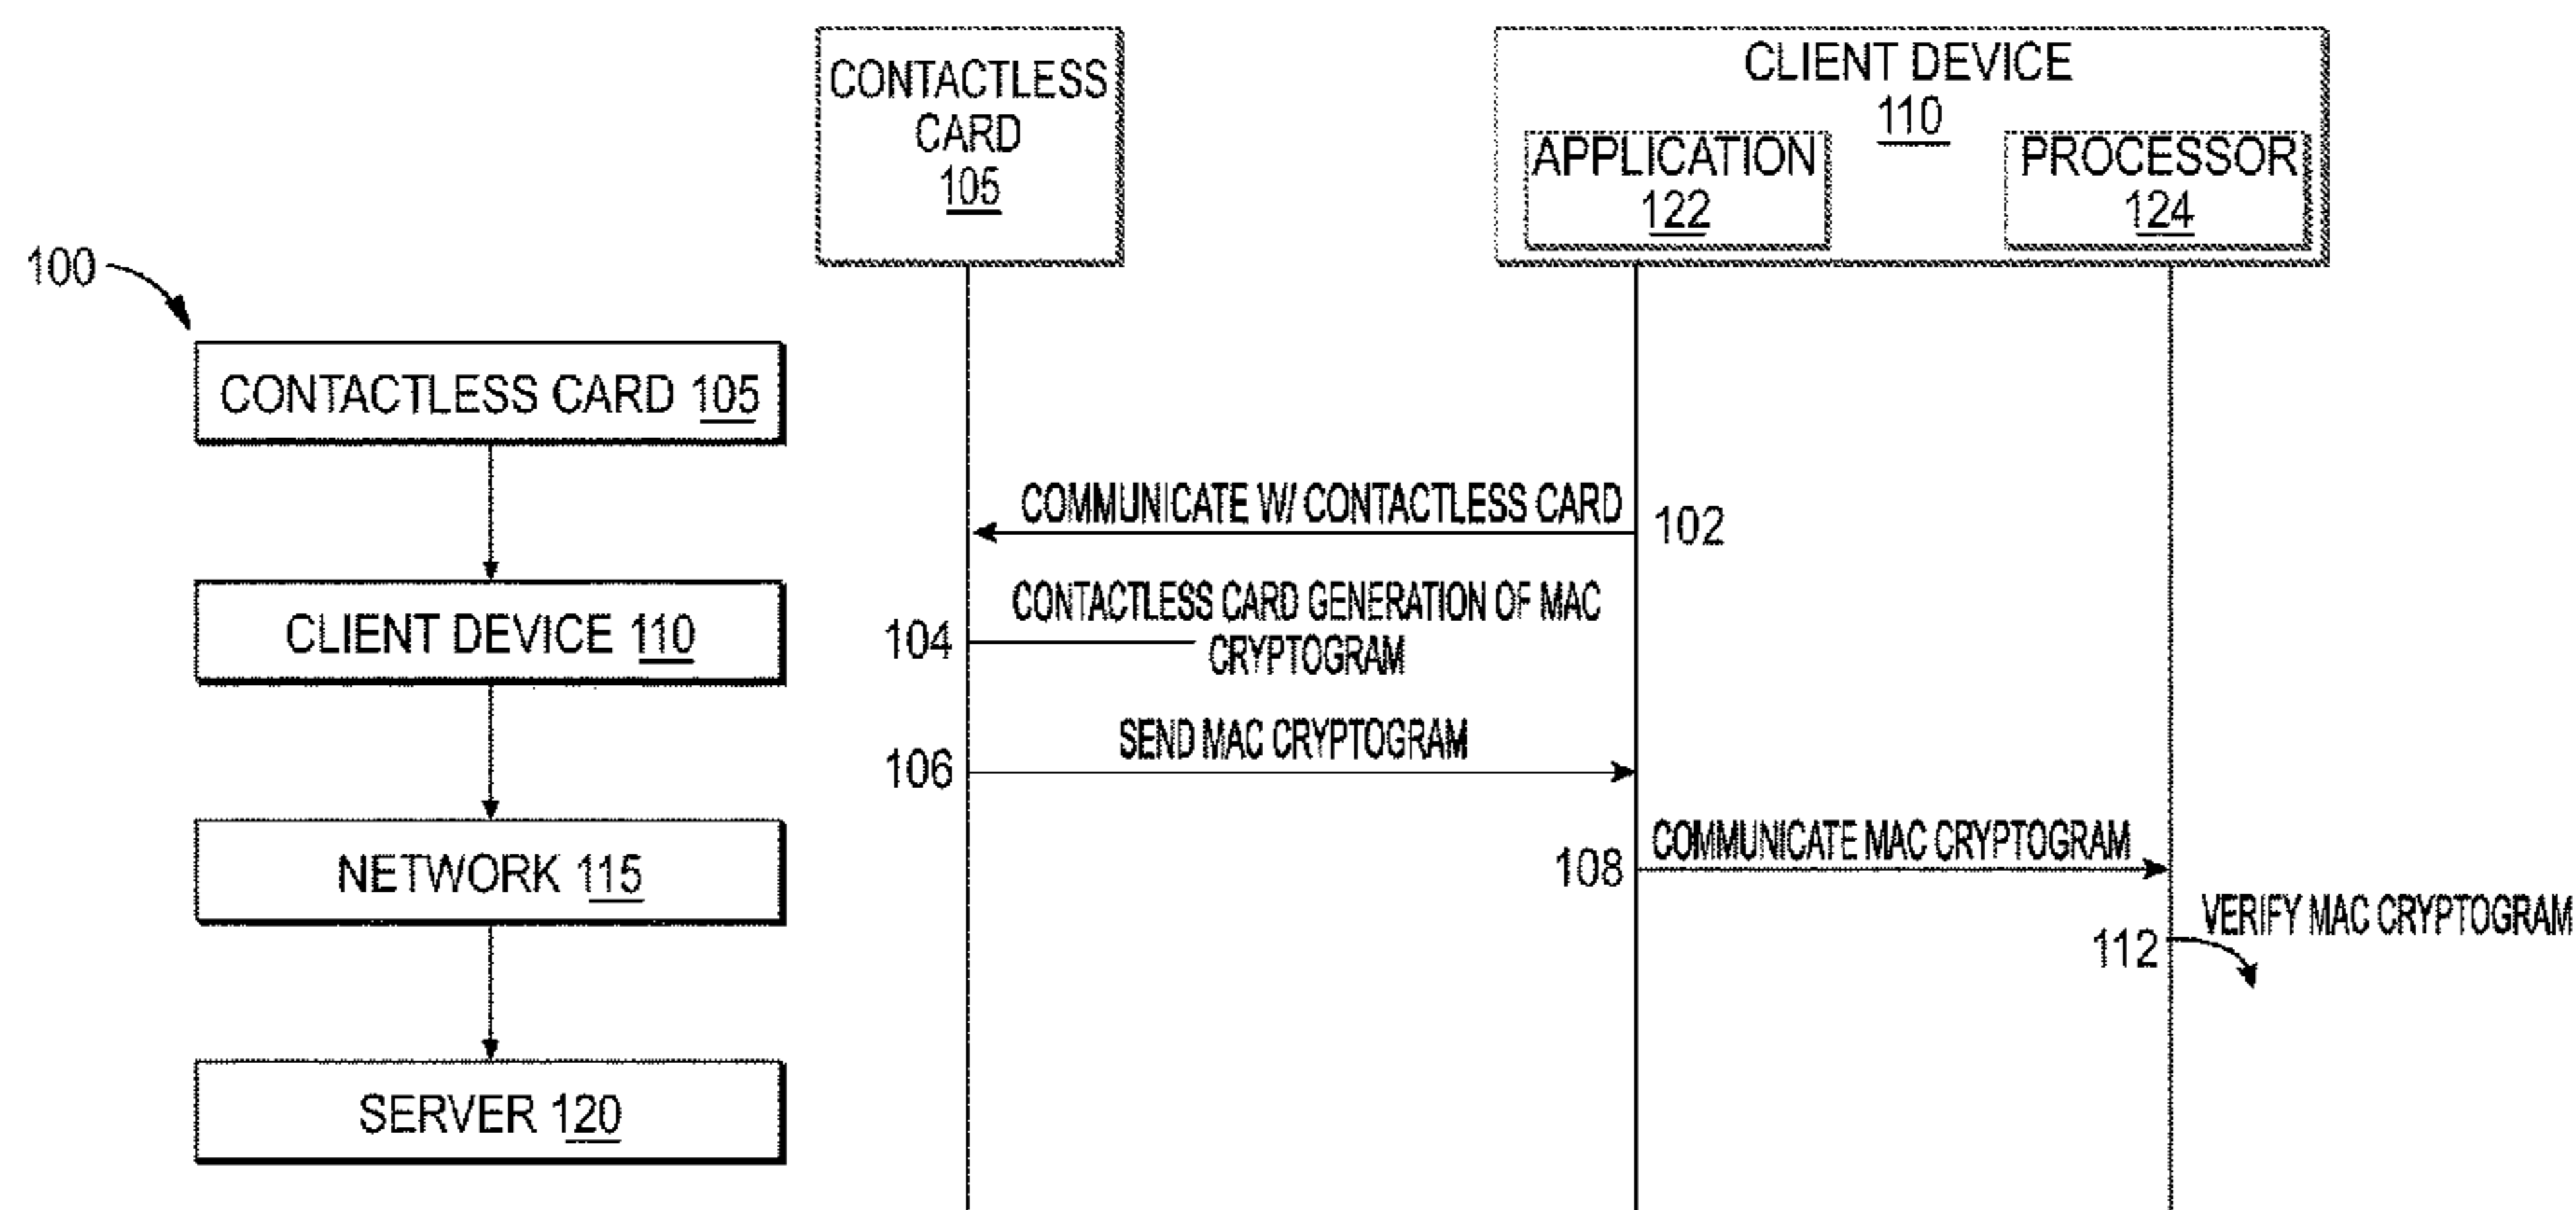 100
CONTACTLESS CARD 105
CLIENT DEVICE 110
NETWORK 115
SERVER 120
CONTACTLESS
CARD
105
CLIENT DEVICE
110
APPLICATION
122
PROCESSOR
124
COMMUNICATE W/ CONTACTLESS CARD
102
CONTACTLESS CARD GENERATION OF MAC
104
CRYPTOGRAM
SEND MAC CRYPTOGRAM
106
COMMUNICATE MAC CRYPTOGRAM
108
VERIFY MAC CRYPTOGRAM
112